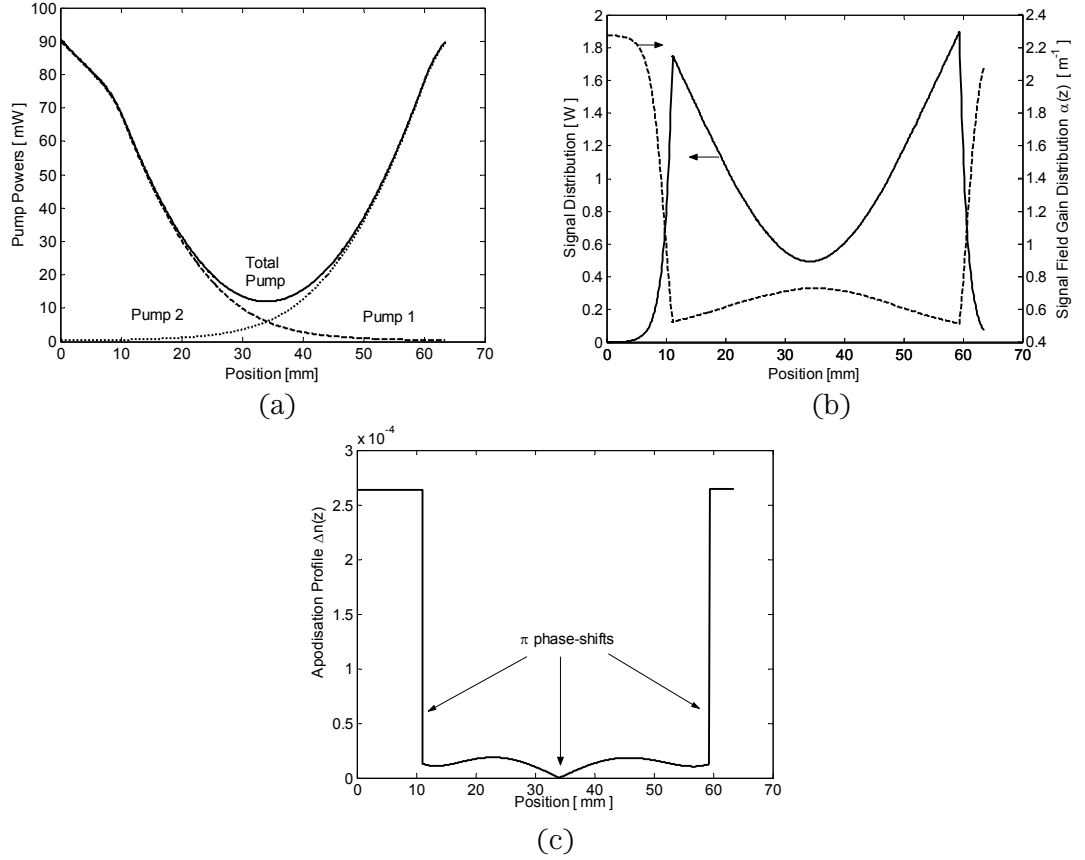 100
90
80
70
60
50
40
30
20
10
0
Pump Powers [ mW ]
Total
Pump
Pump 2
Pump 1
0 10 20 30 40 50 60 70
Position [mm]
(a)
2
1.8
1.6
1.4
1.2
1
0.8
0.6
0.4
0.2
0
Signal Distribution [ W ]
2.4
2.2
2
1.8
1.6
1.4
1.2
1
0.8
0.6
0.4
Signal Field Gain Distribution α(z) [ m⁻¹ ]
0 10 20 30 40 50 60 70
Position [mm]
(b)
x 10⁻⁴
3
2.5
2
1.5
1
0.5
0
Apodisation Profile Δn(z)
π phase-shifts
0 10 20 30 40 50 60 70
Position [ mm]
(c)